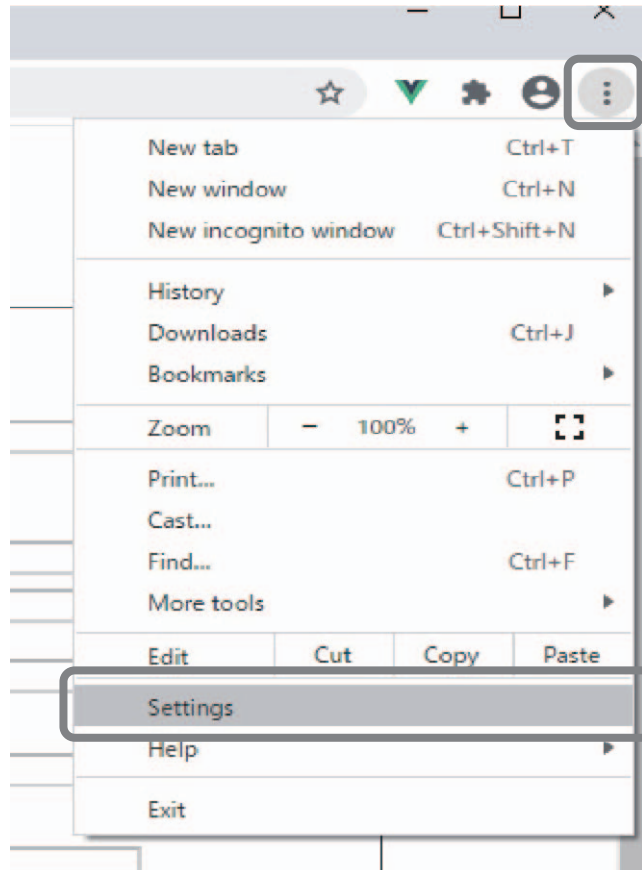 New tab Ctrl+T
New window Ctrl+N
New incognito window Ctrl+Shift+N
History
Downloads Ctrl+J
Bookmarks
Zoom − 100% +
Print... Ctrl+P
Cast...
Find... Ctrl+F
More tools
Edit Cut Copy Paste
Settings
Help
Exit